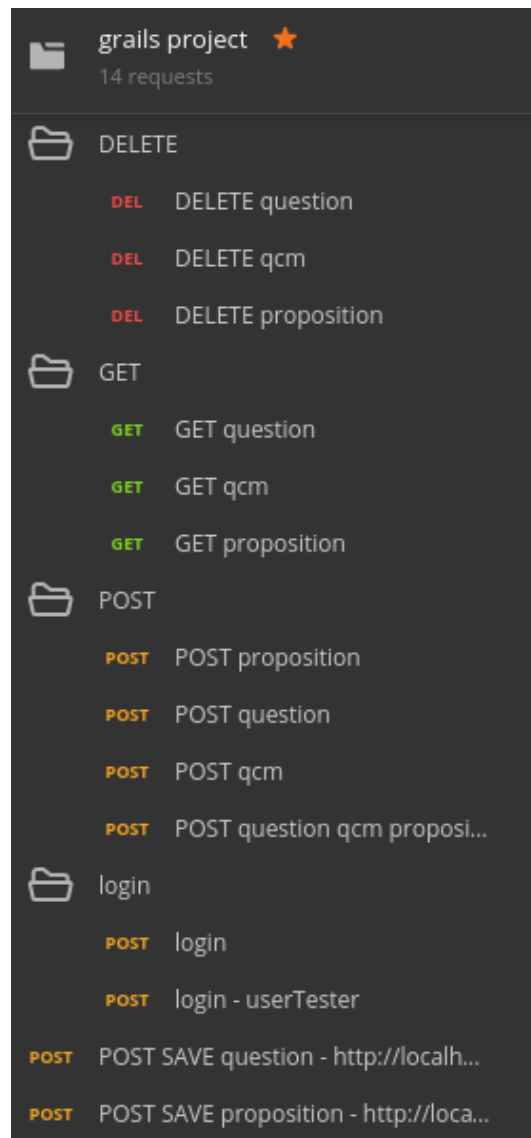 grails project
14 requests
DELETE
DEL DELETE question
DEL DELETE qcm
DEL DELETE proposition
GET
GET GET question
GET GET qcm
GET GET proposition
POST
POST POST proposition
POST POST question
POST POST qcm
POST POST question qcm proposi...
login
POST login
POST login - userTester
POST POST SAVE question - http://localh...
POST POST SAVE proposition - http://loca...